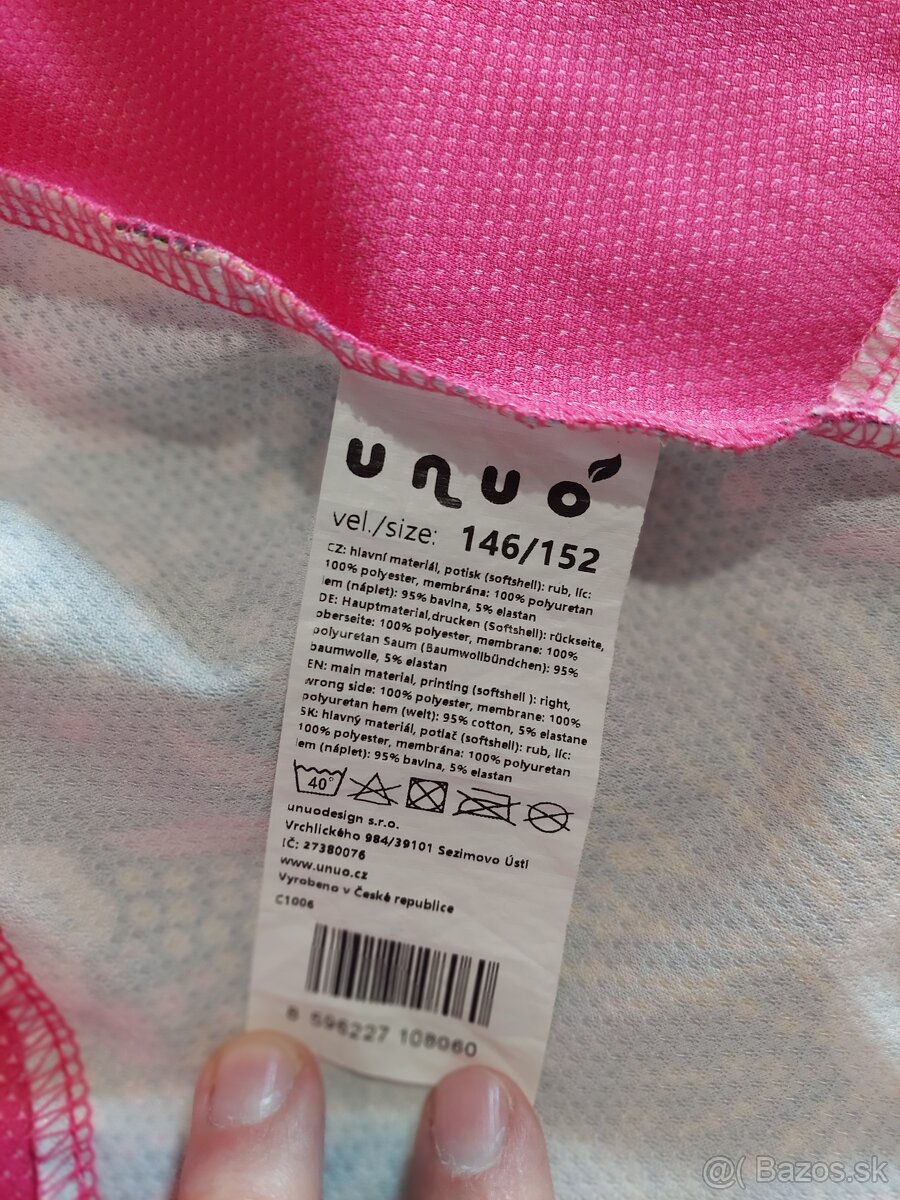 unuo
vel./size: 146/152
CZ: hlavní materiál, potisk (softshell): rub, líc:
100% polyester, membrána: 100% polyuretan
lem (náplet): 95% bavlna, 5% elastan
DE: Hauptmaterial,drucken (Softshell): rückseite,
oberseite: 100% polyester, membrane: 100%
polyuretan Saum (Baumwollbündchen): 95%
baumwolle, 5% elastan
EN: main material, printing (softshell ): right,
wrong side: 100% polyester, membrane: 100%
polyuretan hem (welt): 95% cotton, 5% elastane
SK: hlavný materiál, potlač (softshell): rub, líc:
100% polyester, membrána: 100% polyuretan
lem (náplet): 95% bavlna, 5% elastan
40°
unuodesign s.r.o.
Vrchlického 984/39101 Sezimovo Ústí
IČ: 27380076
www.unuo.cz
Vyrobeno v České republice
C1006
8 596227 108060
@( Bazos.sk